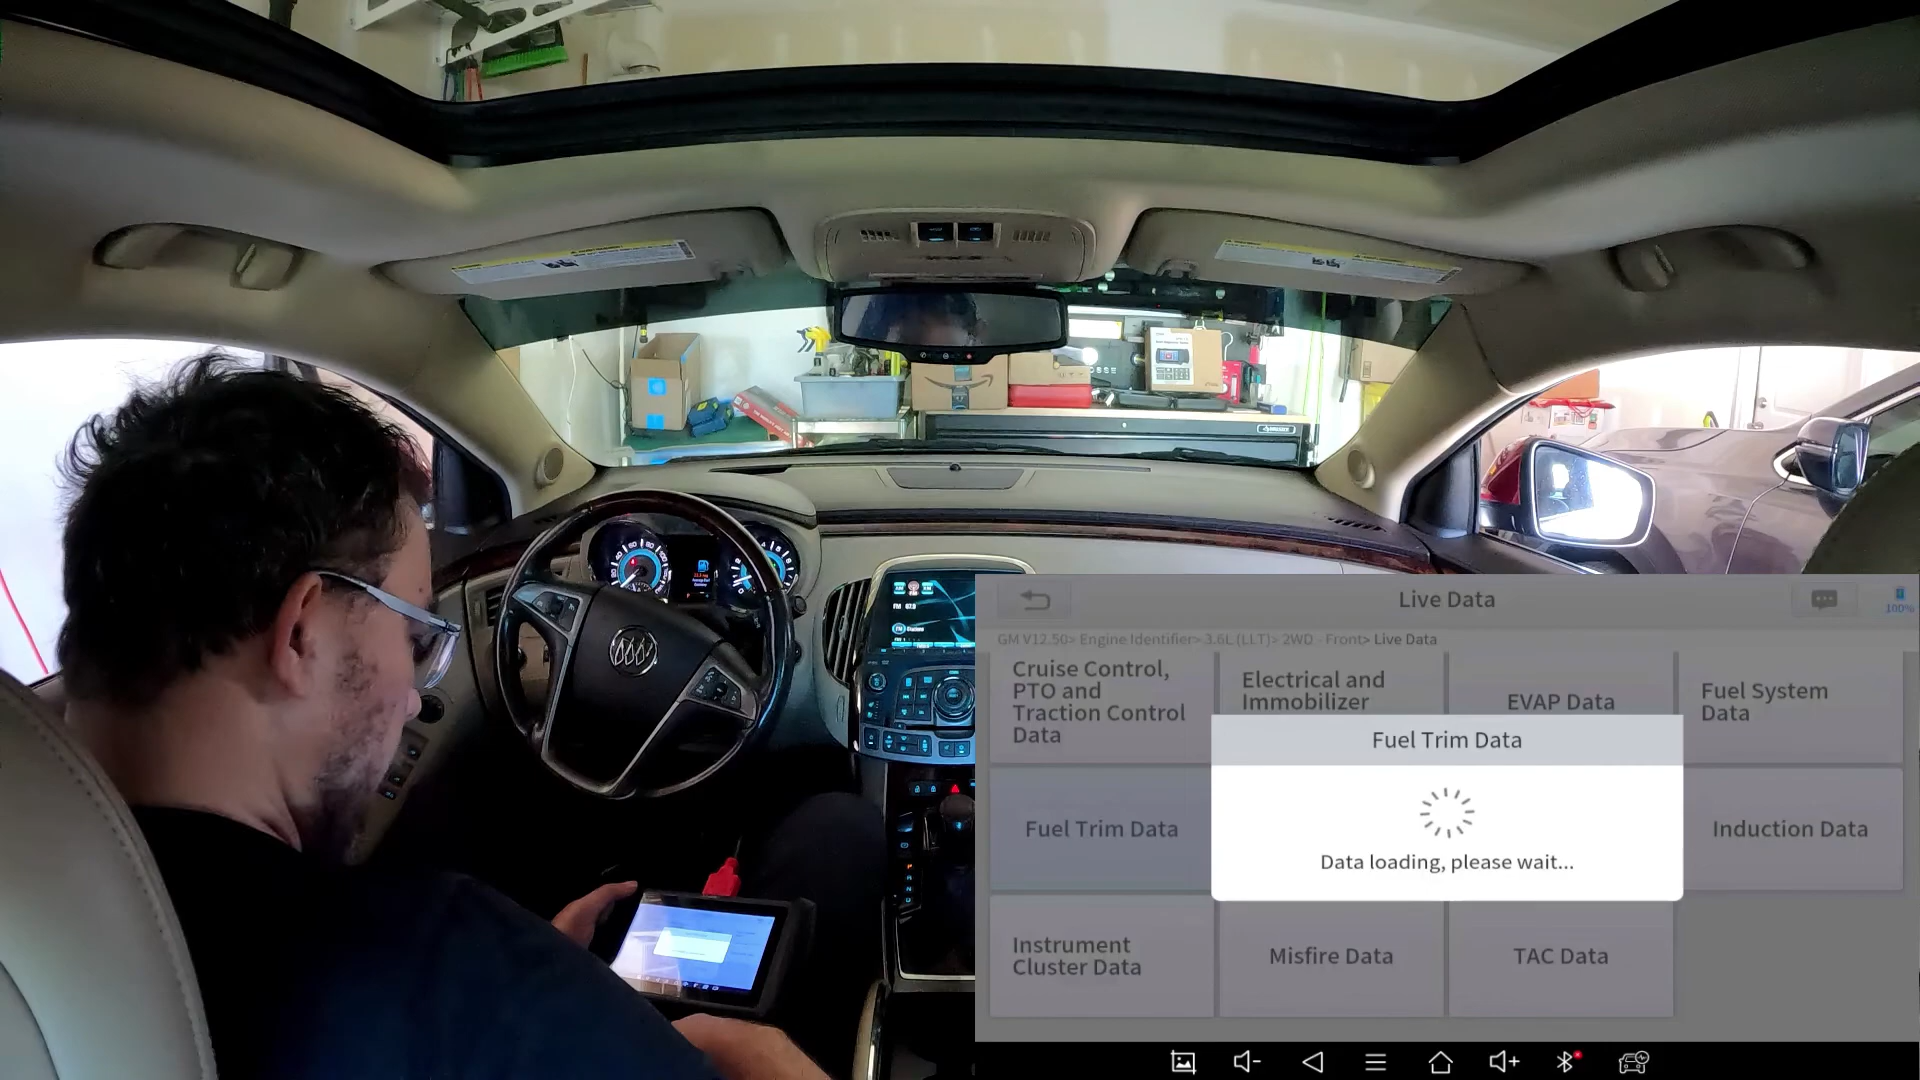 Live Data
100%
GM V12.50> Engine Identifier> 3.6L (LLT)> 2WD - Front> Live Data
Cruise Control,
PTO and
Traction Control
Data
Electrical and
Immobilizer
EVAP Data
Fuel System
Data
Fuel Trim Data
Fuel Trim Data
Data loading, please wait...
Induction Data
Instrument
Cluster Data
Misfire Data
TAC Data